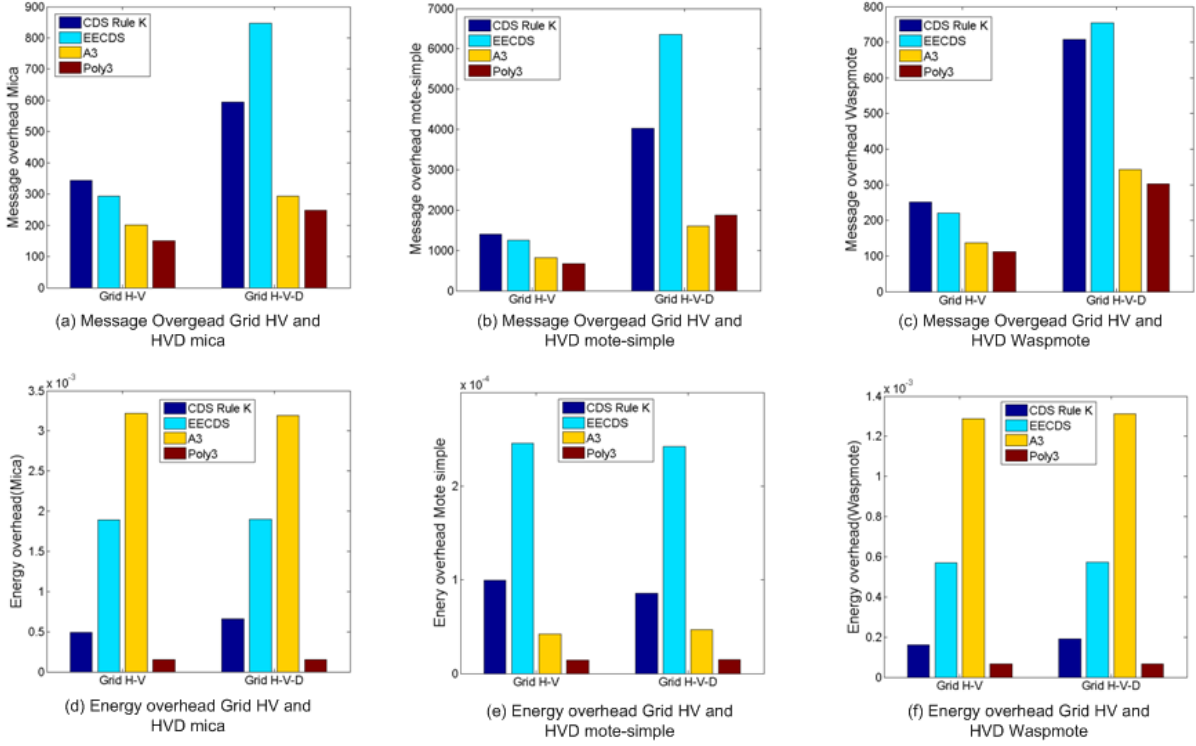 900
800
700
600
500
400
300
200
100
0
Message overhead Mica
CDS Rule K
EECDS
A3
Poly3
Grid H-V
Grid H-V-D
(a) Message Overgead Grid HV and
HVD mica
7000
6000
5000
4000
3000
2000
1000
0
Message overhead mote-simple
CDS Rule K
EECDS
A3
Poly3
Grid H-V
Grid H-V-D
(b) Message Overgead Grid HV and
HVD mote-simple
800
700
600
500
400
300
200
100
0
Message overhead Waspmote
CDS Rule K
EECDS
A3
Poly3
Grid H-V
Grid H-V-D
(c) Message Overgead Grid HV and
HVD Waspmote
x 10-3
3.5
3
2.5
2
1.5
1
0.5
0
Energy overhead(Mica)
CDS Rule K
EECDS
A3
Poly3
Grid H-V
Grid H-V-D
(d) Energy overhead Grid HV and
HVD mica
x 10-4
2 x 10-4
1 x 10-4
0 x 10-4
Enery overhead Mote simple
CDS Rule K
EECDS
A3
Poly3
Grid H-V
Grid H-V-D
(e) Energy overhead Grid HV and
HVD mote-simple
x 10-3
1.4
1.2
1
0.8
0.6
0.4
0.2
0
Energy overhead(Waspmote)
CDS Rule K
EECDS
A3
Poly3
Grid H-V
Grid H-V-D
(f) Energy overhead Grid HV and
HVD Waspmote